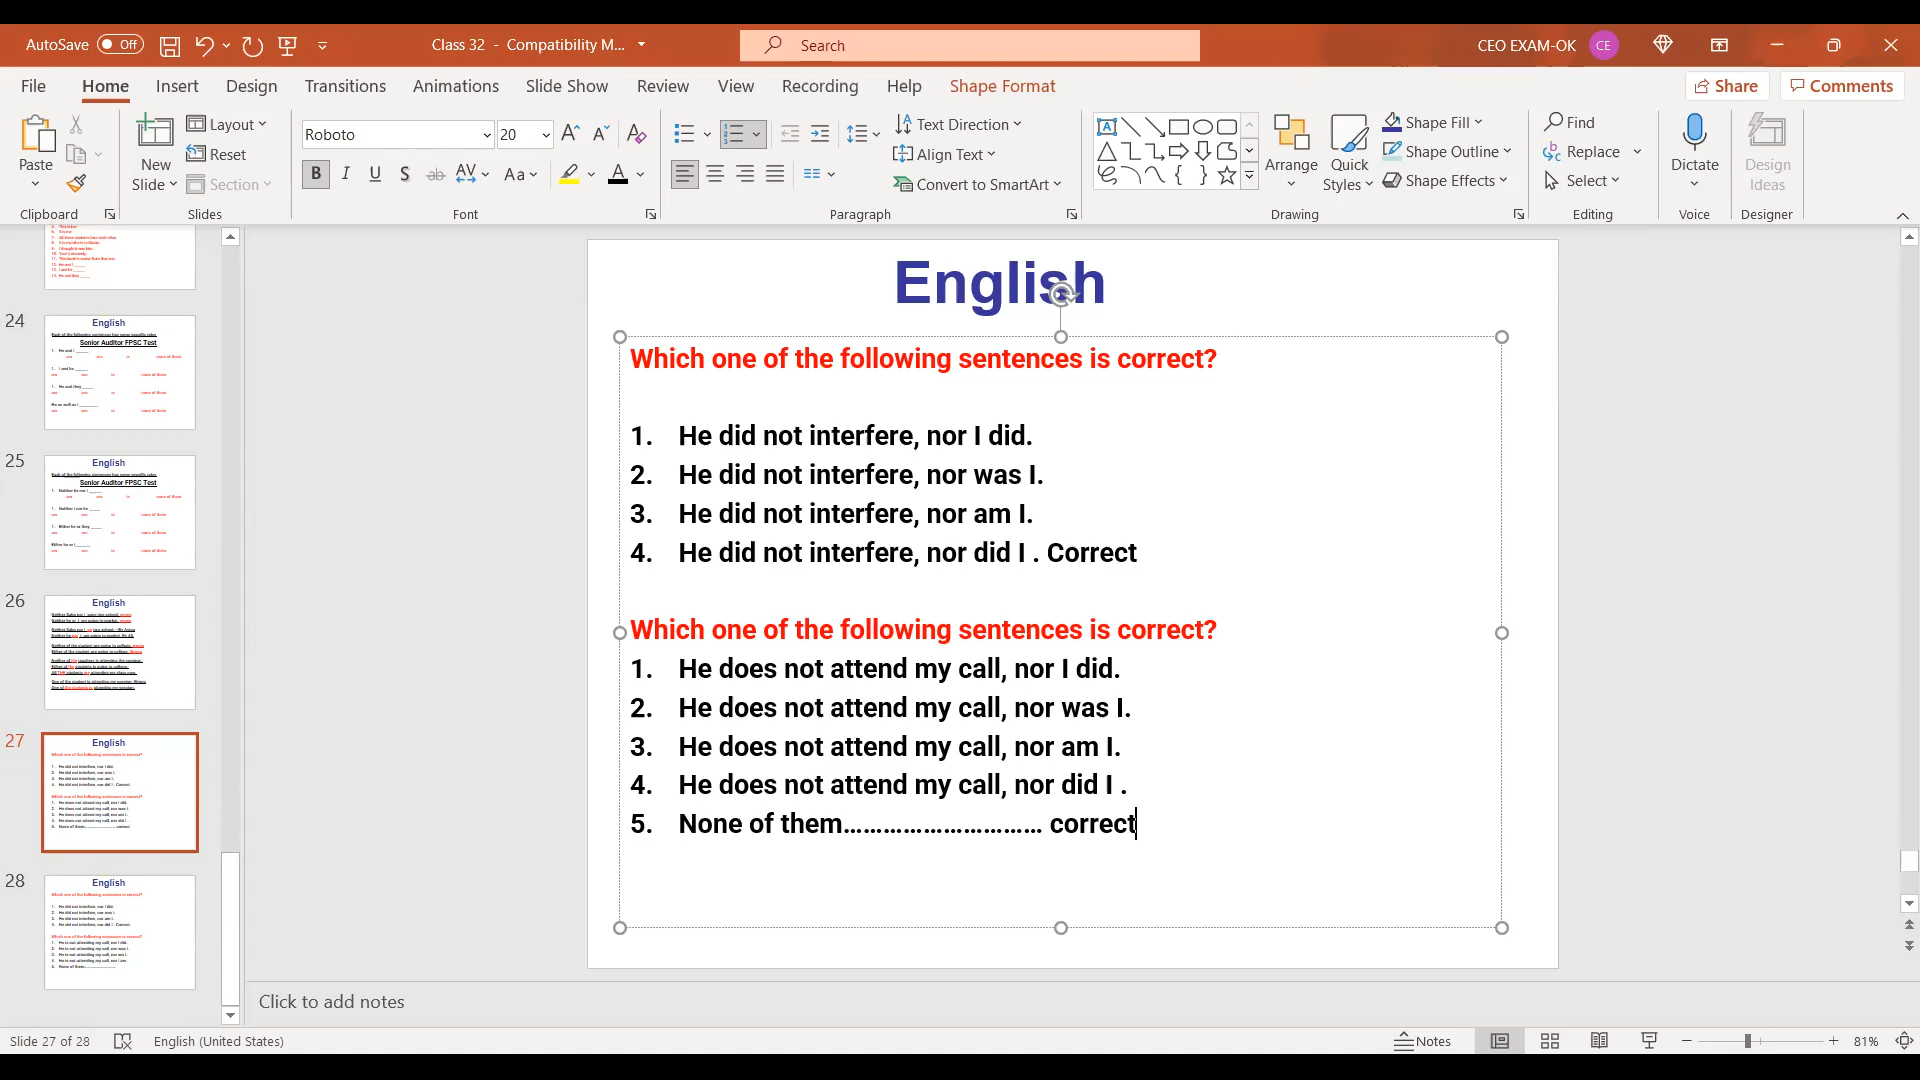 AutoSave Off Class 32 - Compatibility M... Search CEO EXAM-OK CE
File Home Insert Design Transitions Animations Slide Show Review View Recording Help Shape Format Share Comments
Paste New Slide Layout Reset Section Roboto 20 Text Direction Align Text Convert to SmartArt Arrange Quick Styles Shape Fill Shape Outline Shape Effects Find Replace Select Dictate Design Ideas
Clipboard Slides Font Paragraph Drawing Editing Voice Designer
24
English
Senior Auditor FPSC Test
25
English
Senior Auditor FPSC Test
26
English
27
English
28
English
English
Which one of the following sentences is correct?
1. He did not interfere, nor I did.
2. He did not interfere, nor was I.
3. He did not interfere, nor am I.
4. He did not interfere, nor did I . Correct
Which one of the following sentences is correct?
1. He does not attend my call, nor I did.
2. He does not attend my call, nor was I.
3. He does not attend my call, nor am I.
4. He does not attend my call, nor did I .
5. None of them………………………… correct
Click to add notes
Slide 27 of 28 English (United States) Notes 81%